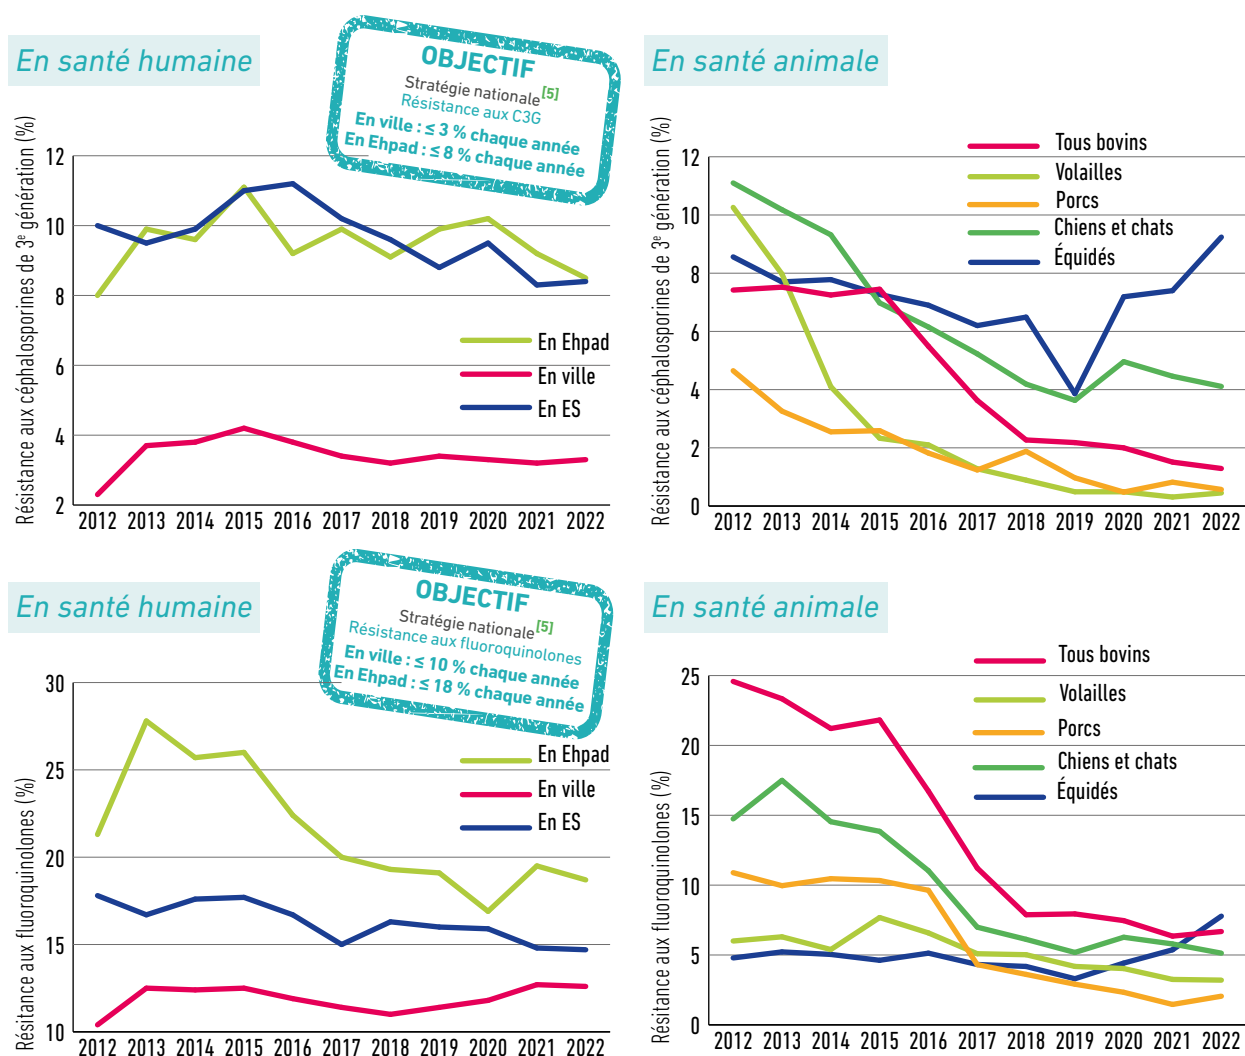 En santé humaine
OBJECTIF
Stratégie nationale[5]
Résistance aux C3G
En ville : ≤ 3 % chaque année
En Ehpad : ≤ 8 % chaque année
Résistance aux céphalosporines de 3e génération (%)
12
10
8
6
4
2
En Ehpad
En ville
En ES
2012 2013 2014 2015 2016 2017 2018 2019 2020 2021 2022
En santé animale
Résistance aux céphalosporines de 3e génération (%)
12
10
8
6
4
2
0
Tous bovins
Volailles
Porcs
Chiens et chats
Équidés
2012 2013 2014 2015 2016 2017 2018 2019 2020 2021 2022
En santé humaine
OBJECTIF
Stratégie nationale[5]
Résistance aux fluoroquinolones
En ville : ≤ 10 % chaque année
En Ehpad : ≤ 18 % chaque année
Résitance aux fluoroquinolones (%)
30
25
20
15
10
En Ehpad
En ville
En ES
2012 2013 2014 2015 2016 2017 2018 2019 2020 2021 2022
En santé animale
Résitance aux fluoroquinolones (%)
25
20
15
10
5
0
Tous bovins
Volailles
Porcs
Chiens et chats
Équidés
2012 2013 2014 2015 2016 2017 2018 2019 2020 2021 2022